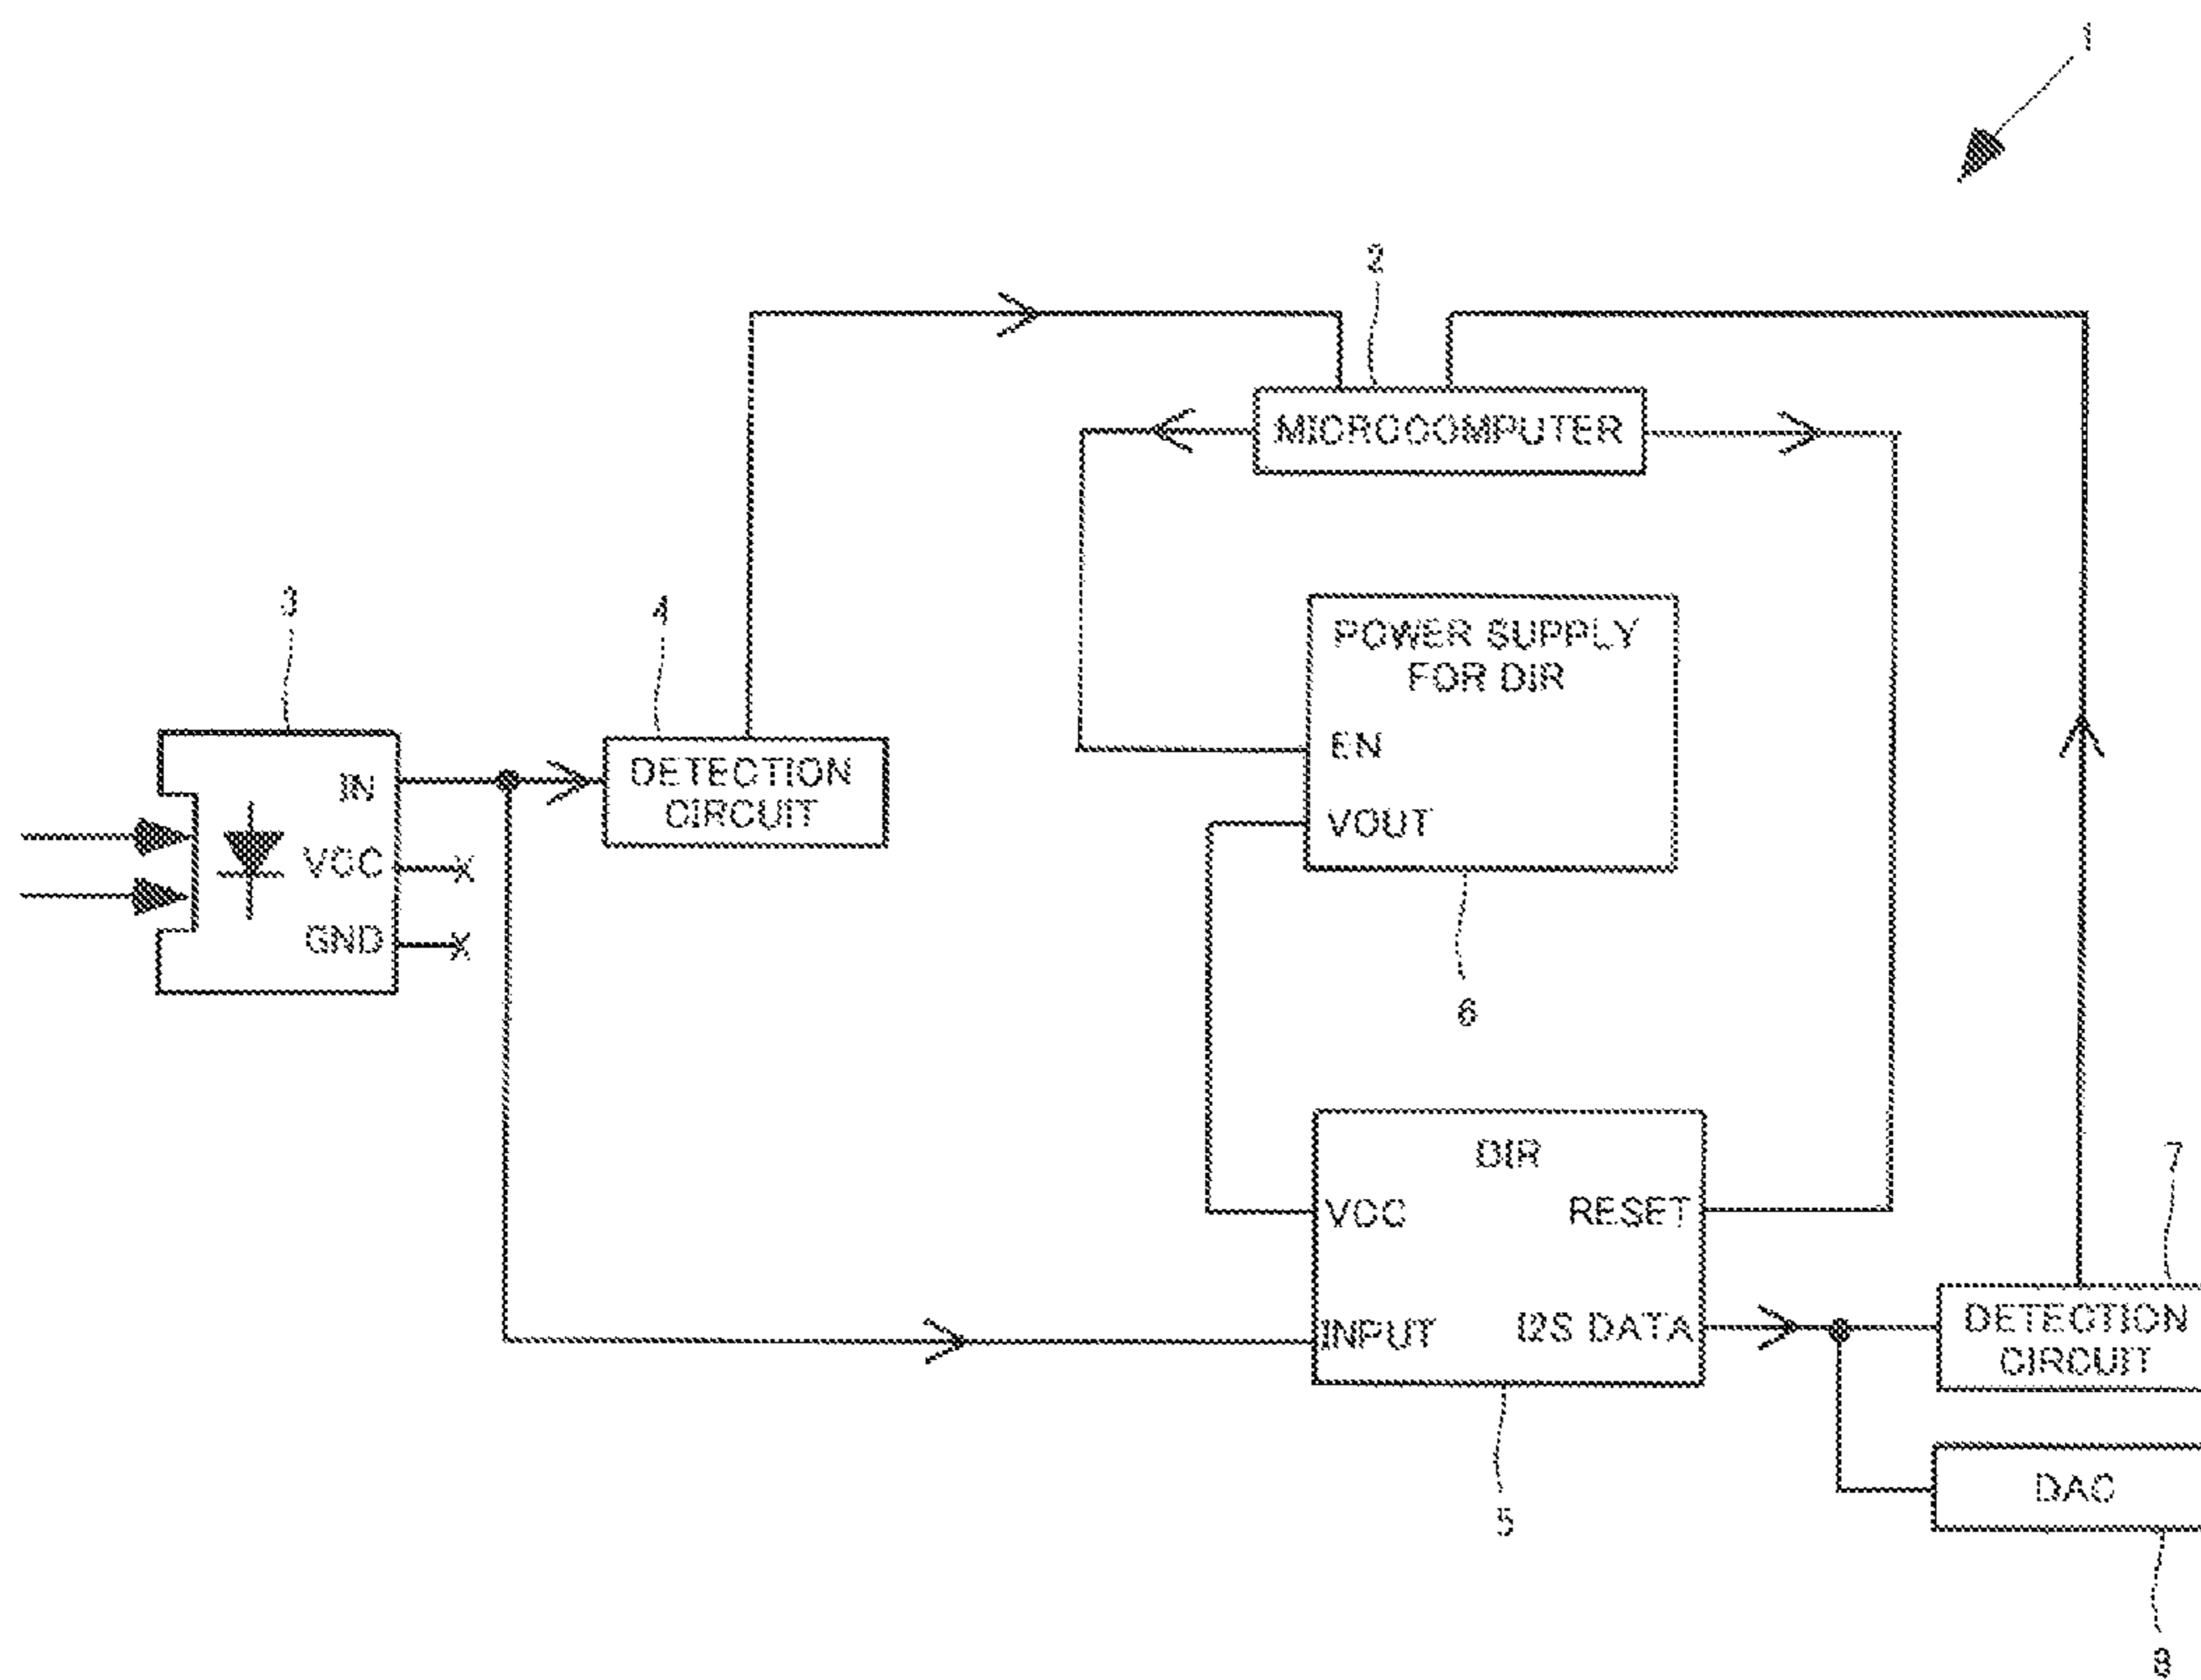 1
2
MICROCOMPUTER
3
4
POWER SUPPLY
FOR DIR
EN
VOUT
IN
VCC
GND
DETECTION
CIRCUIT
6
DIR
VCC
RESET
INPUT
I2S DATA
7
DETECTION
CIRCUIT
DAC
5
8